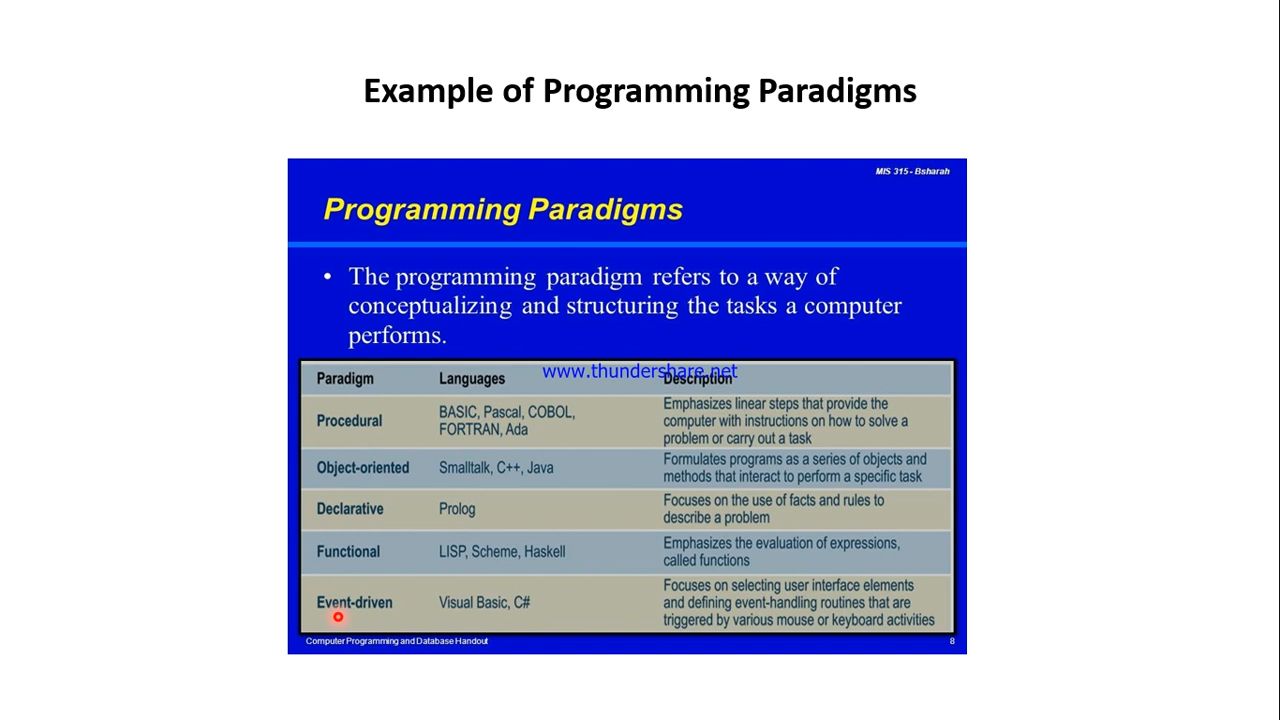 Example of Programming Paradigms
MIS 315 - Bsharah
Programming Paradigms
• The programming paradigm refers to a way of
conceptualizing and structuring the tasks a computer
performs.
www.thundershare.net
Paradigm Languages Description
Procedural BASIC, Pascal, COBOL, FORTRAN, Ada
Emphasizes linear steps that provide the
computer with instructions on how to solve a
problem or carry out a task
Object-oriented Smalltalk, C++, Java
Formulates programs as a series of objects and
methods that interact to perform a specific task
Declarative Prolog
Focuses on the use of facts and rules to
describe a problem
Functional LISP, Scheme, Haskell
Emphasizes the evaluation of expressions,
called functions
Event-driven Visual Basic, C#
Focuses on selecting user interface elements
and defining event-handling routines that are
triggered by various mouse or keyboard activities
Computer Programming and Database Handout 8